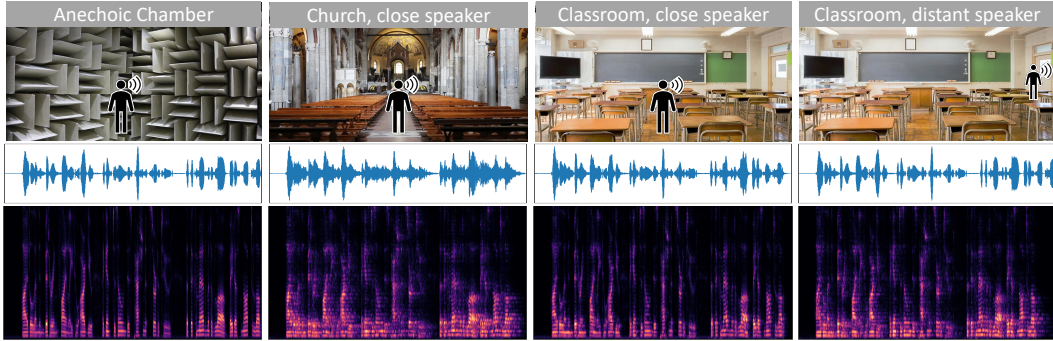 Anechoic Chamber
Church, close speaker
Classroom, close speaker
Classroom, distant speaker